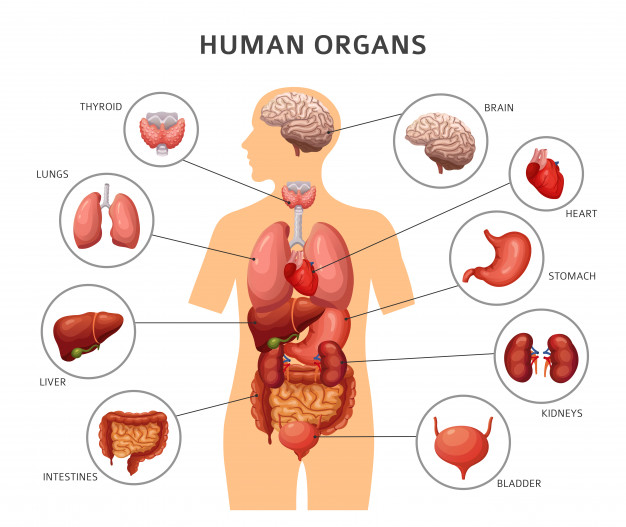 HUMAN ORGANS
THYROID
BRAIN
LUNGS
HEART
STOMACH
LIVER
KIDNEYS
INTESTINES
BLADDER